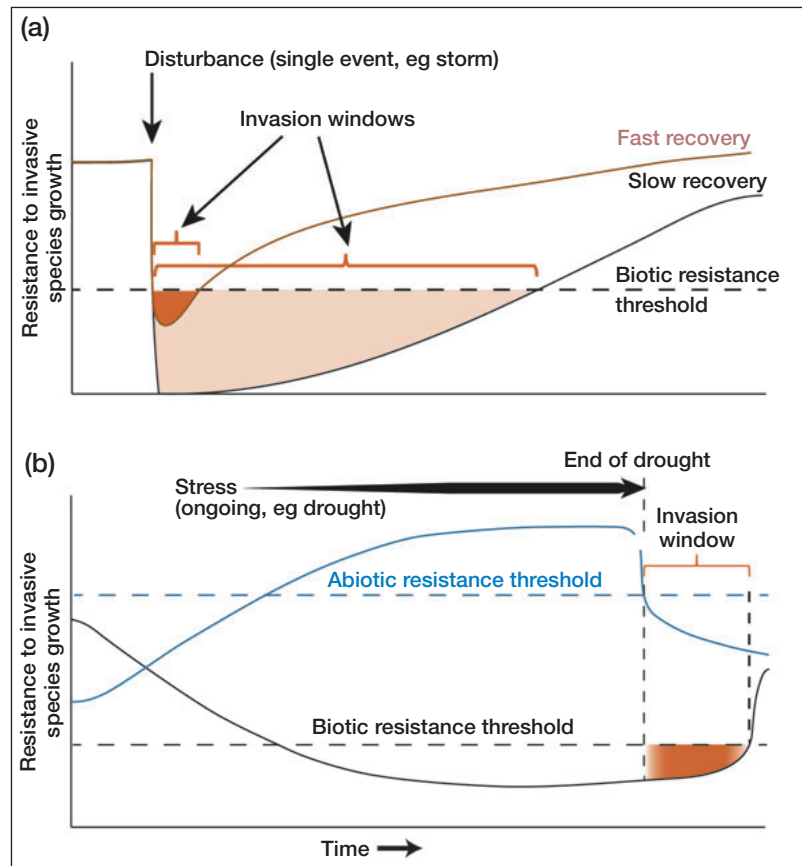 (a)
Disturbance (single event, eg storm)
Invasion windows
Fast recovery
Slow recovery
Biotic resistance
threshold
Resistance to invasive
species growth
(b)
End of drought
Stress
(ongoing, eg drought)
Invasion
window
Abiotic resistance threshold
Biotic resistance threshold
Resistance to invasive
species growth
Time